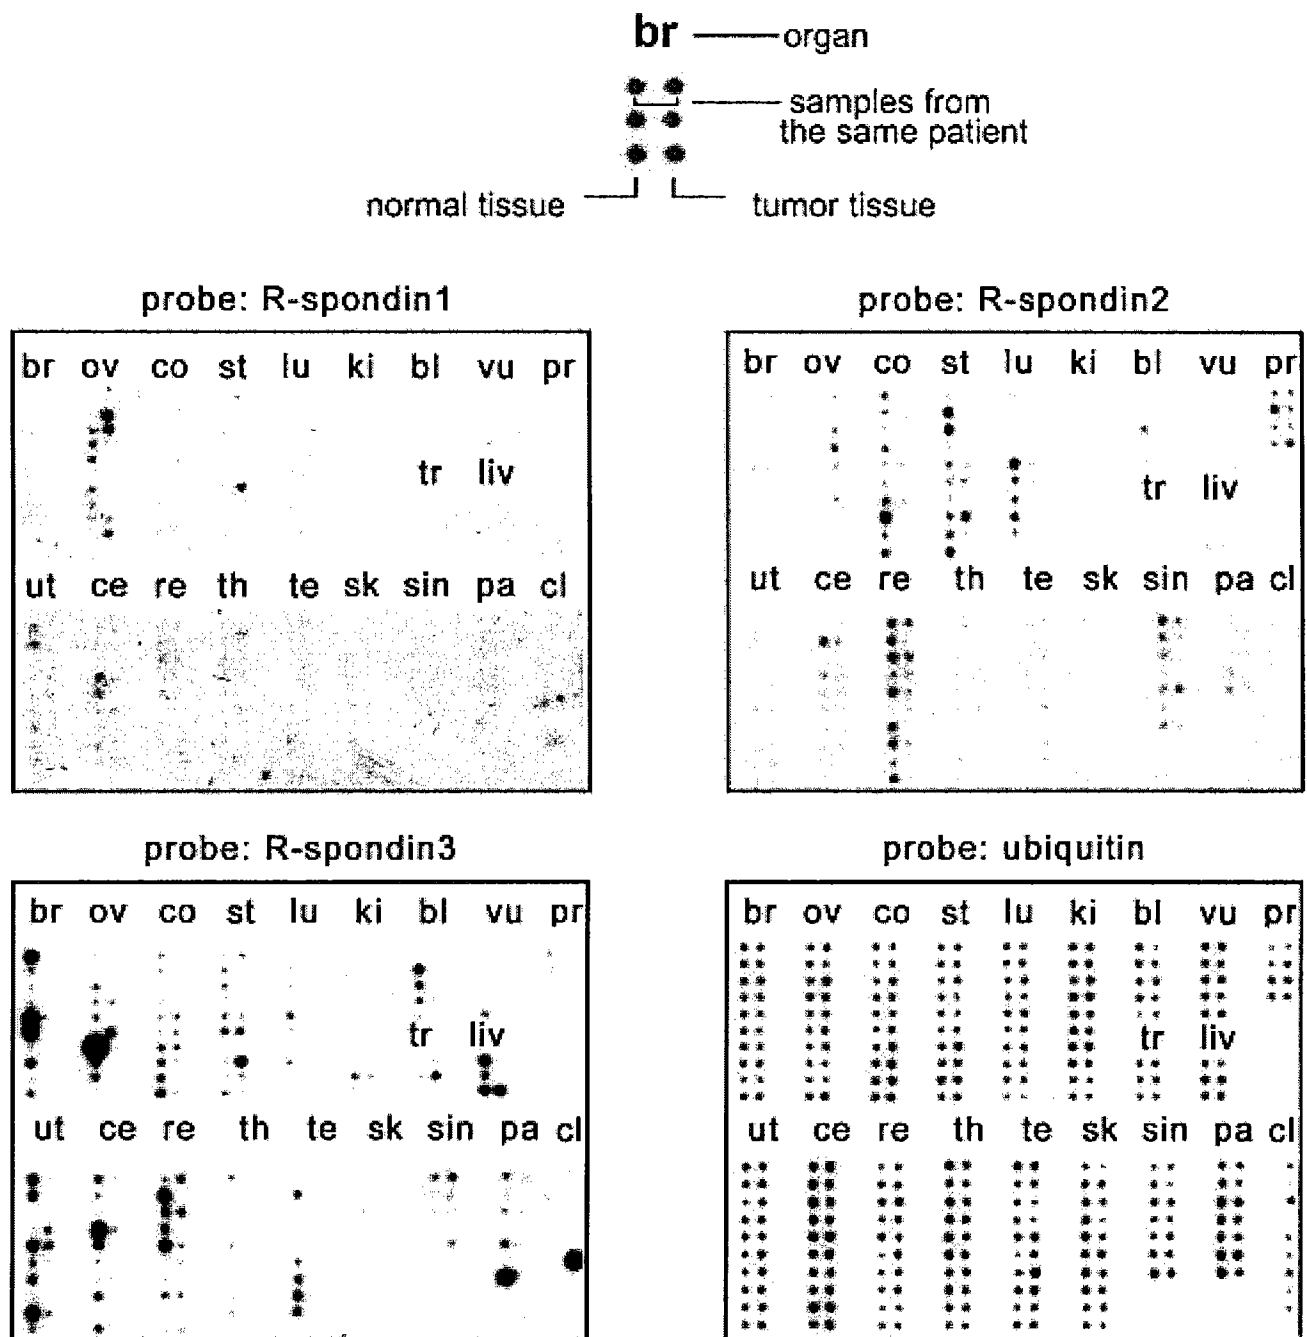 br organ
samples from
the same patient
normal tissue tumor tissue
probe: R-spondin1 probe: R-spondin2
br ov co st lu ki bl vu pr
tr liv
ut ce re th te sk sin pa cl
br ov co st lu ki bl vu pr
tr liv
ut ce re th te sk sin pa cl
probe: R-spondin3 probe: ubiquitin
br ov co st lu ki bl vu pr
tr liv
ut ce re th te sk sin pa cl
br ov co st lu ki bl vu pr
tr liv
ut ce re th te sk sin pa cl